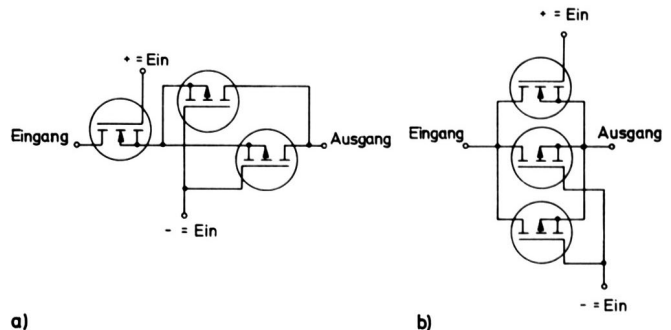 + = Ein
Eingang
Ausgang
- = Ein
a)
+ = Ein
Eingang
Ausgang
- = Ein
b)